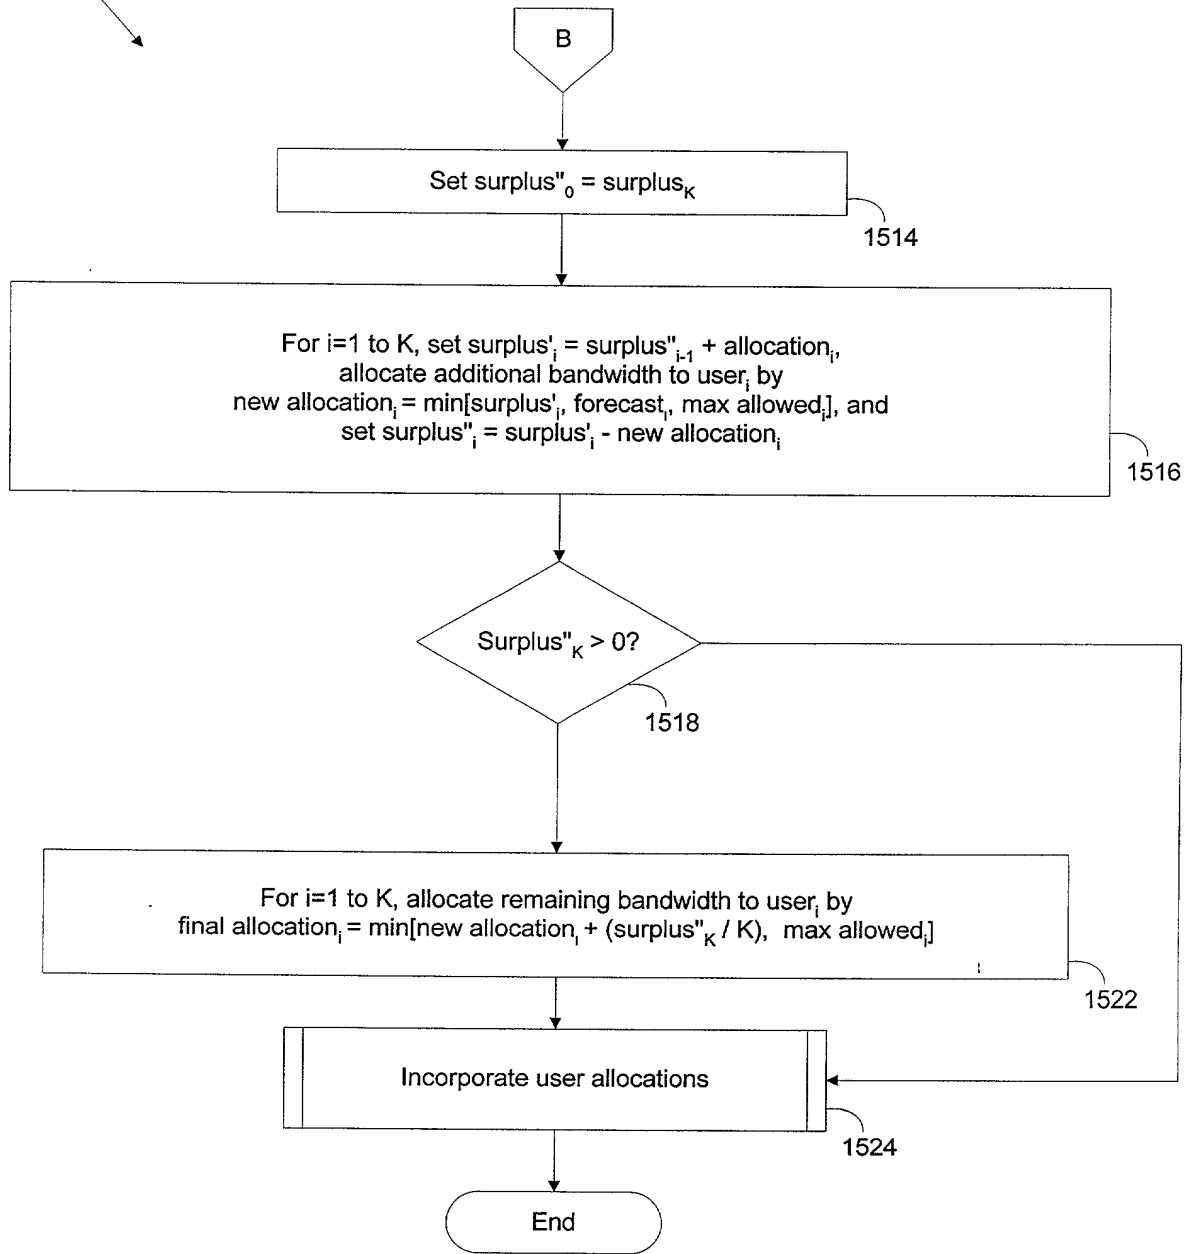 B
Set surplus"₀ = surplusK
1514
For i=1 to K, set surplus'ᵢ = surplus"ᵢ₋₁ + allocationᵢ,
allocate additional bandwidth to userᵢ by
new allocationᵢ = min[surplus'ᵢ, forecastᵢ, max allowedᵢ], and
set surplus"ᵢ = surplus'ᵢ - new allocationᵢ
1516
Surplus"K > 0?
1518
For i=1 to K, allocate remaining bandwidth to userᵢ by
final allocationᵢ = min[new allocationᵢ + (surplus"K / K), max allowedᵢ]
1522
Incorporate user allocations
1524
End